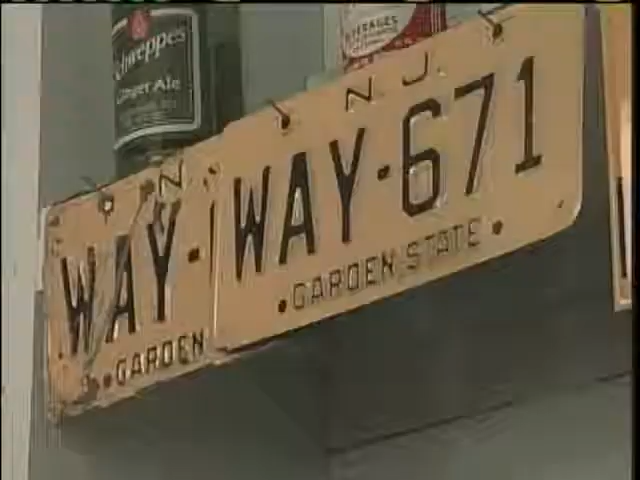 Schweppes
Ginger Ale
BEVERAGES
N.J.
WAY-671
GARDEN STATE
N
WAY-
GARDEN